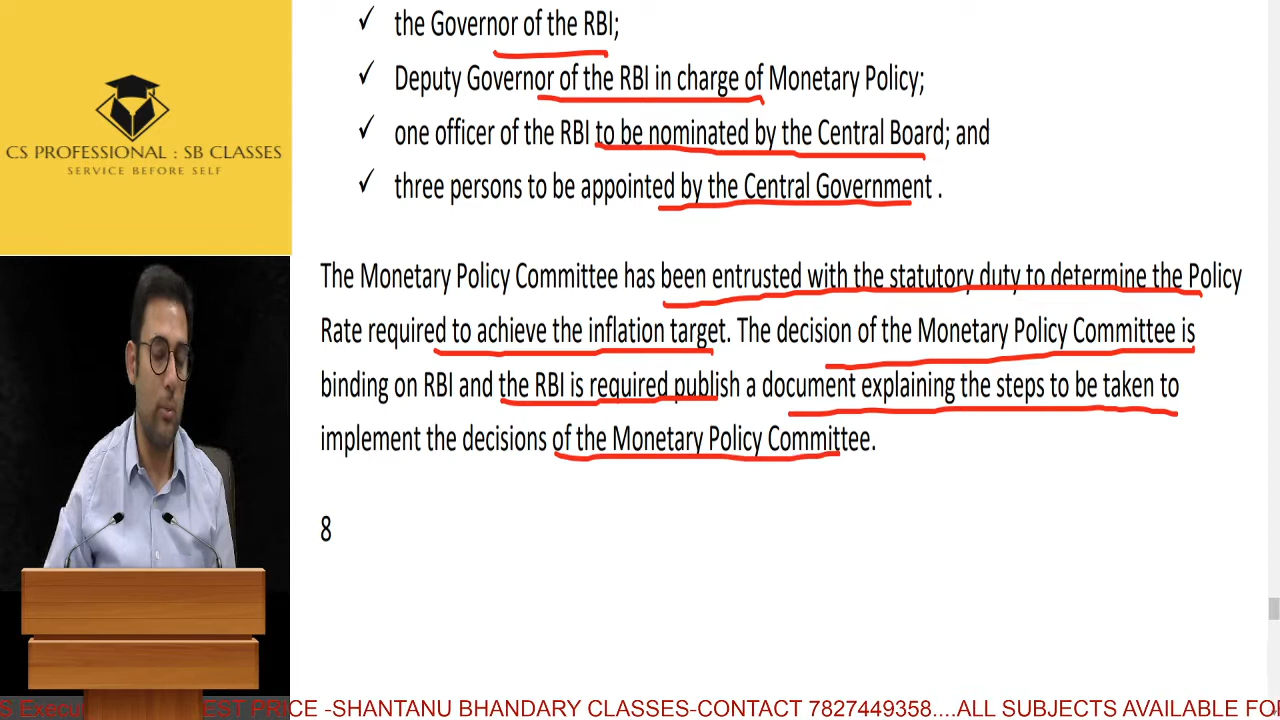 ✓ the Governor of the RBI;
✓ Deputy Governor of the RBI in charge of Monetary Policy;
✓ one officer of the RBI to be nominated by the Central Board; and
✓ three persons to be appointed by the Central Government .
CS PROFESSIONAL : SB CLASSES
SERVICE BEFORE SELF
The Monetary Policy Committee has been entrusted with the statutory duty to determine the Policy
Rate required to achieve the inflation target. The decision of the Monetary Policy Committee is
binding on RBI and the RBI is required publish a document explaining the steps to be taken to
implement the decisions of the Monetary Policy Committee.
8
S Execu EST PRICE -SHANTANU BHANDARY CLASSES-CONTACT 7827449358....ALL SUBJECTS AVAILABLE FO